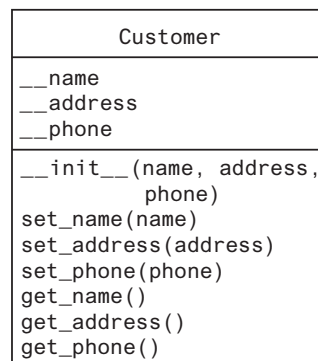 Customer
__name
__address
__phone
__init__(name, address,
phone)
set_name(name)
set_address(address)
set_phone(phone)
get_name()
get_address()
get_phone()